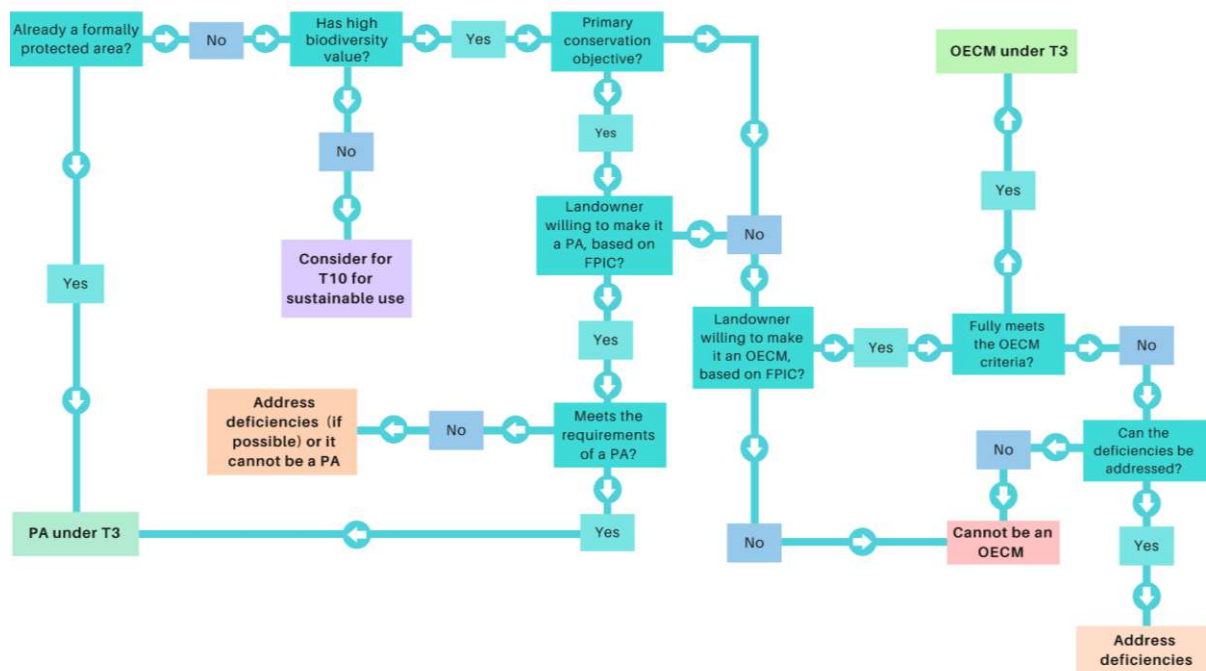 Already a formally
protected area?
No
Has high
biodiversity
value?
Yes
Primary
conservation
objective?
OECM under T3
Yes
No
Yes
Landowner
willing to make it
a PA, based on
FPIC?
No
Consider for
T10 for
sustainable use
Yes
Yes
Landowner
willing to make
it an OECM,
based on FPIC?
Yes
Fully meets
the OECM
criteria?
No
Address
deficiencies (if
possible) or it
cannot be a PA
No
Meets the
requirements
of a PA?
No
Can the
deficiencies be
addressed?
PA under T3
Yes
No
Cannot be an
OECM
Yes
Address
deficiencies